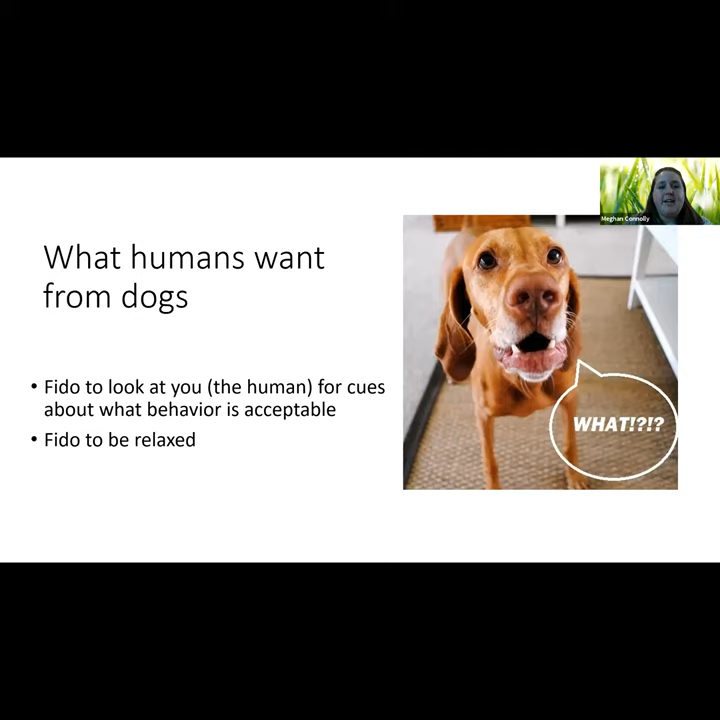 Meghan Connolly
What humans want
from dogs
• Fido to look at you (the human) for cues
about what behavior is acceptable
• Fido to be relaxed
WHAT!?!?